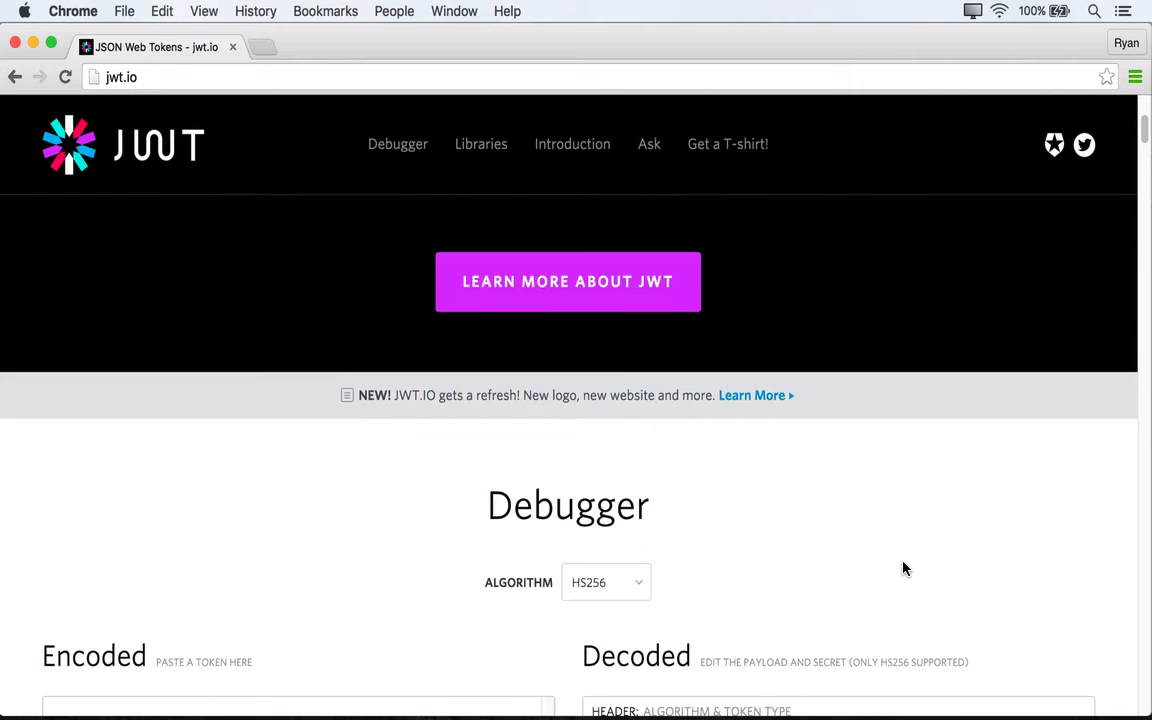 Chrome File Edit View History Bookmarks People Window Help 100%
JSON Web Tokens - jwt.io Ryan
jwt.io
JWT Debugger Libraries Introduction Ask Get a T-shirt!
LEARN MORE ABOUT JWT
NEW! JWT.IO gets a refresh! New logo, new website and more. Learn More
Debugger
ALGORITHM HS256
Encoded PASTE A TOKEN HERE
Decoded EDIT THE PAYLOAD AND SECRET (ONLY HS256 SUPPORTED)
HEADER: ALGORITHM & TOKEN TYPE